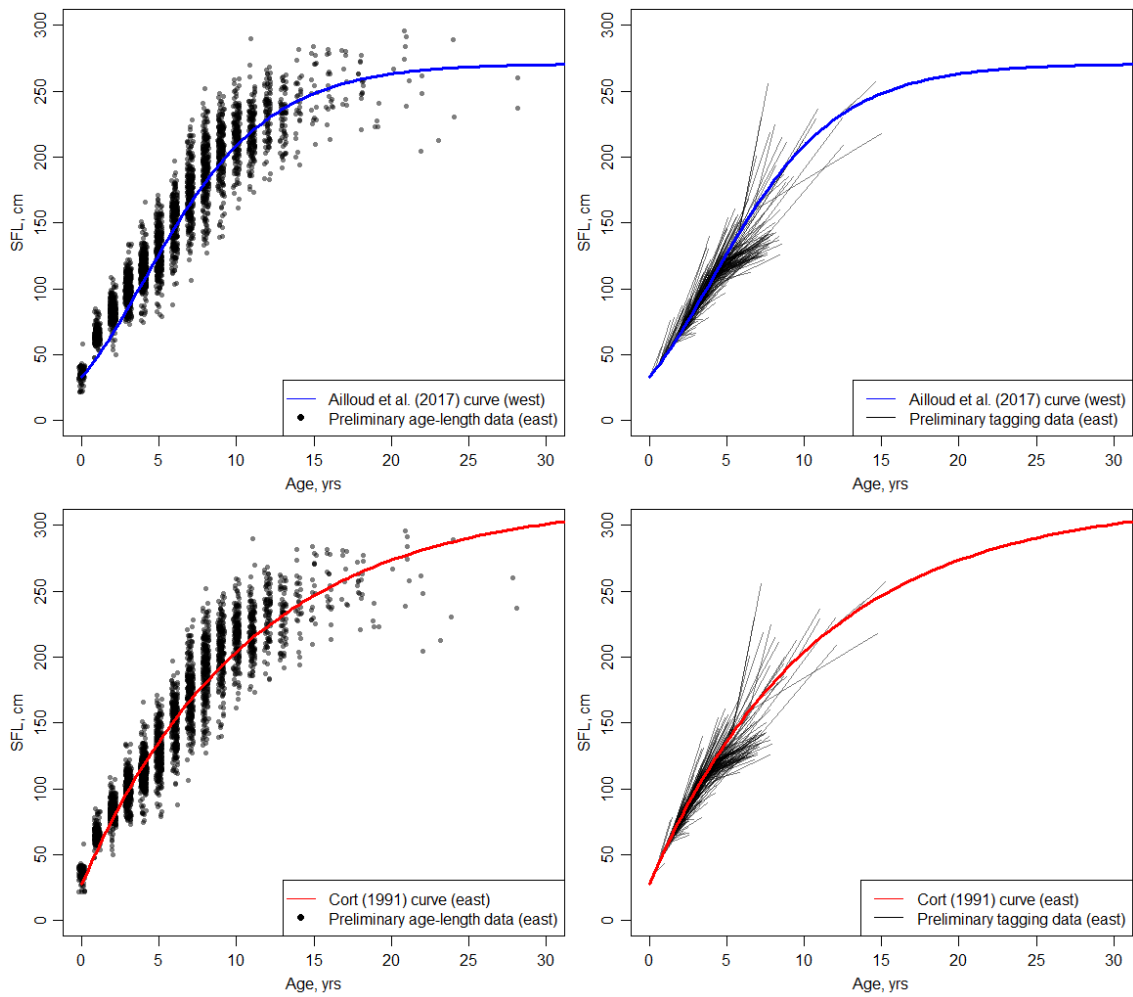 300
250
200
150
100
50
0
SFL, cm
Ailloud et al. (2017) curve (west)
Preliminary age-length data (east)
0 5 10 15 20 25 30
Age, yrs
300
250
200
150
100
50
0
SFL, cm
Ailloud et al. (2017) curve (west)
Preliminary tagging data (east)
0 5 10 15 20 25 30
Age, yrs
300
250
200
150
100
50
0
SFL, cm
Cort (1991) curve (east)
Preliminary age-length data (east)
0 5 10 15 20 25 30
Age, yrs
300
250
200
150
100
50
0
SFL, cm
Cort (1991) curve (east)
Preliminary tagging data (east)
0 5 10 15 20 25 30
Age, yrs